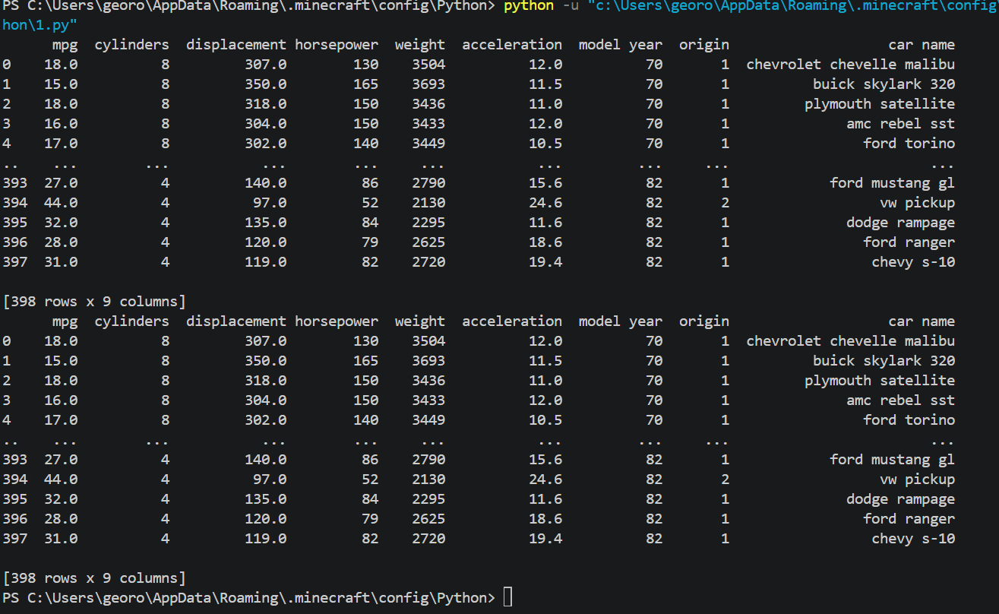 PS C:\Users\georo\AppData\Roaming\.minecraft\config\Python> python -u "c:\Users\georo\AppData\Roaming\.minecraft\config\
hon\1.py"
      mpg  cylinders  displacement horsepower  weight  acceleration  model year  origin                   car name
0    18.0          8         307.0        130    3504          12.0          70       1  chevrolet chevelle malibu
1    15.0          8         350.0        165    3693          11.5          70       1          buick skylark 320
2    18.0          8         318.0        150    3436          11.0          70       1         plymouth satellite
3    16.0          8         304.0        150    3433          12.0          70       1              amc rebel sst
4    17.0          8         302.0        140    3449          10.5          70       1                ford torino
..    ...        ...           ...        ...     ...           ...         ...     ...                        ...
393  27.0          4         140.0         86    2790          15.6          82       1            ford mustang gl
394  44.0          4          97.0         52    2130          24.6          82       2                  vw pickup
395  32.0          4         135.0         84    2295          11.6          82       1              dodge rampage
396  28.0          4         120.0         79    2625          18.6          82       1                ford ranger
397  31.0          4         119.0         82    2720          19.4          82       1                 chevy s-10

[398 rows x 9 columns]
      mpg  cylinders  displacement horsepower  weight  acceleration  model year  origin                   car name
0    18.0          8         307.0        130    3504          12.0          70       1  chevrolet chevelle malibu
1    15.0          8         350.0        165    3693          11.5          70       1          buick skylark 320
2    18.0          8         318.0        150    3436          11.0          70       1         plymouth satellite
3    16.0          8         304.0        150    3433          12.0          70       1              amc rebel sst
4    17.0          8         302.0        140    3449          10.5          70       1                ford torino
..    ...        ...           ...        ...     ...           ...         ...     ...                        ...
393  27.0          4         140.0         86    2790          15.6          82       1            ford mustang gl
394  44.0          4          97.0         52    2130          24.6          82       2                  vw pickup
395  32.0          4         135.0         84    2295          11.6          82       1              dodge rampage
396  28.0          4         120.0         79    2625          18.6          82       1                ford ranger
397  31.0          4         119.0         82    2720          19.4          82       1                 chevy s-10

[398 rows x 9 columns]
PS C:\Users\georo\AppData\Roaming\.minecraft\config\Python>